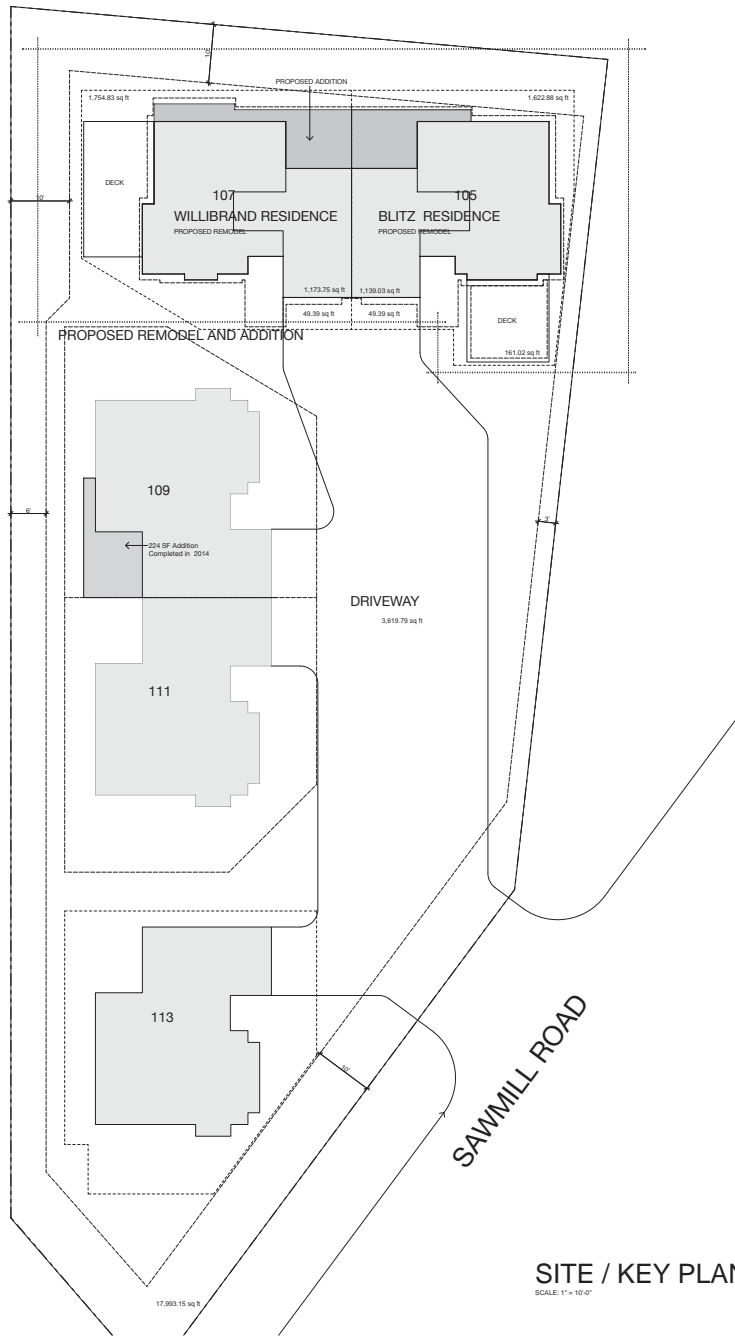 10'
PROPOSED ADDITION
1,754.83 sq ft
1,622.88 sq ft
DECK
10'
107
WILLIBRAND RESIDENCE
PROPOSED REMODEL
105
BLITZ RESIDENCE
PROPOSED REMODEL
1,173.75 sq ft
1,139.03 sq ft
49.39 sq ft
49.39 sq ft
DECK
161.02 sq ft
PROPOSED REMODEL AND ADDITION
109
6'
3'
224 SF Addition
Completed in 2014
DRIVEWAY
3,619.79 sq ft
111
113
10'
SAWMILL ROAD
SITE / KEY PLAN
SCALE: 1" = 10'-0"
17,993.15 sq ft